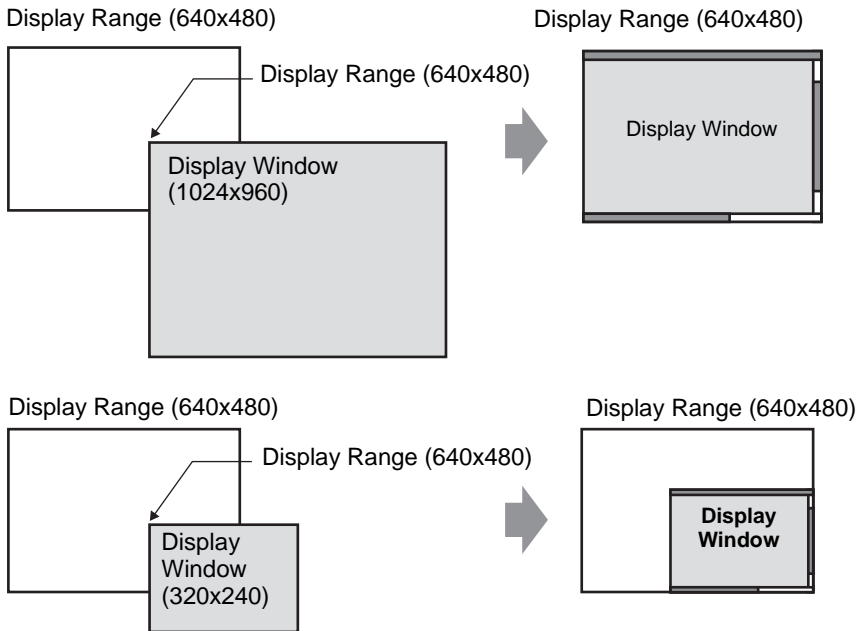 Display Range (640x480)
Display Range (640x480)
Display Range (640x480)
Display Window
(1024x960)
Display Window
Display Range (640x480)
Display Range (640x480)
Display Range (640x480)
Display
Window
(320x240)
Display
Window